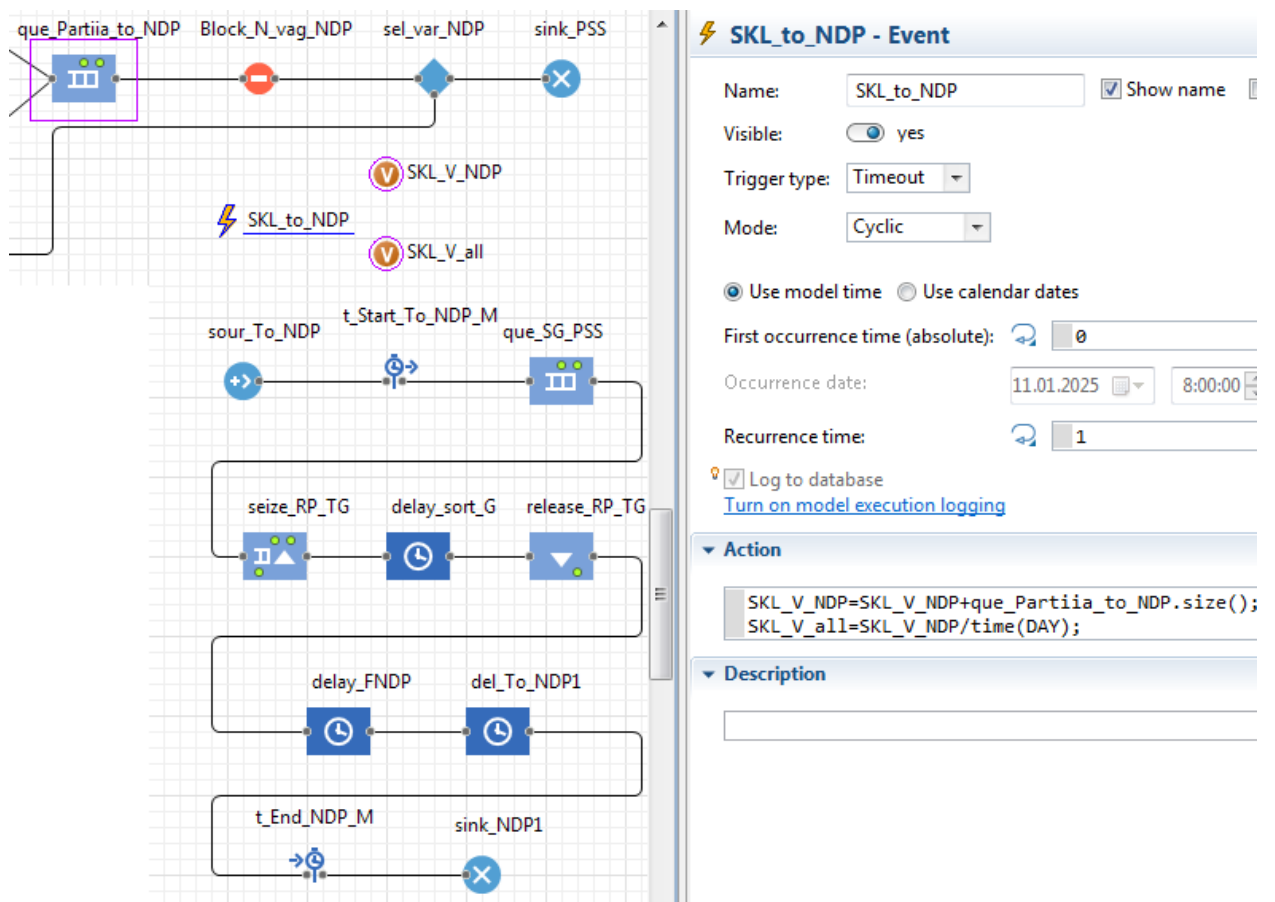 que_Partiia_to_NDP Block_N_vag_NDP sel_var_NDP sink_PSS
SKL_V_NDP
SKL_to_NDP
SKL_V_all
sour_To_NDP t_Start_To_NDP_M que_SG_PSS
seize_RP_TG delay_sort_G release_RP_TG
delay_FNDP del_To_NDP1
t_End_NDP_M sink_NDP1
SKL_to_NDP - Event
Name: SKL_to_NDP Show name
Visible: yes
Trigger type: Timeout
Mode: Cyclic
Use model time Use calendar dates
First occurrence time (absolute): 0
Occurrence date: 11.01.2025 8:00:00
Recurrence time: 1
Log to database
Turn on model execution logging
Action
SKL_V_NDP=SKL_V_NDP+que_Partiia_to_NDP.size();
SKL_V_all=SKL_V_NDP/time(DAY);
Description